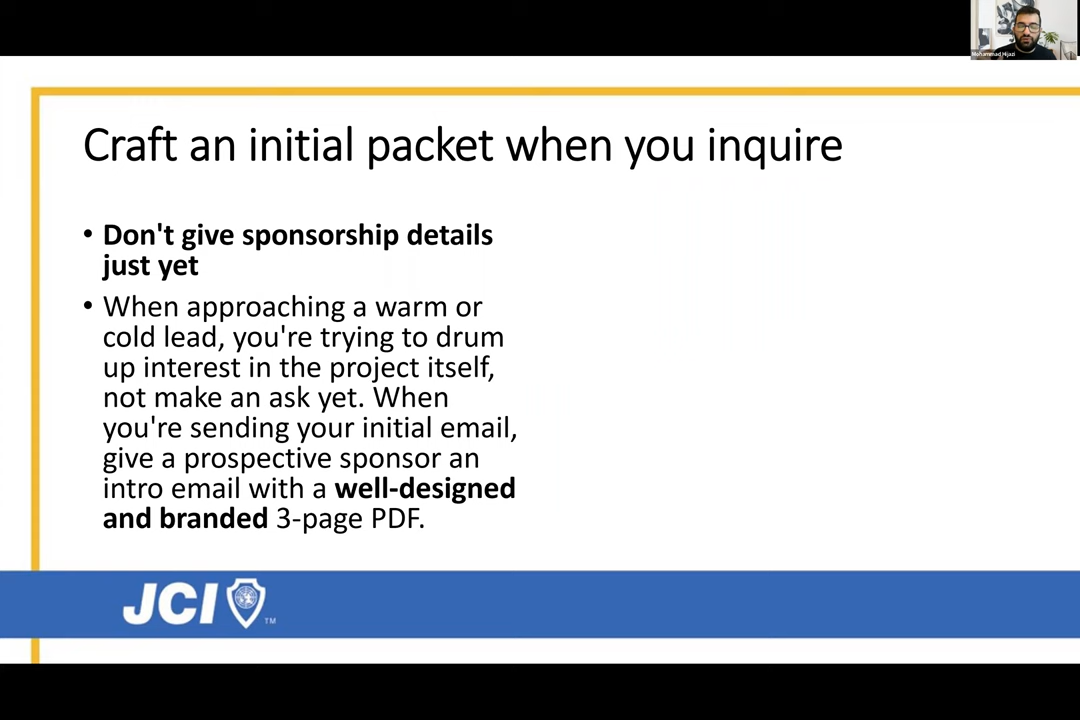 Mohammad Hijazi
Craft an initial packet when you inquire
• Don't give sponsorship details
just yet
• When approaching a warm or
cold lead, you're trying to drum
up interest in the project itself,
not make an ask yet. When
you're sending your initial email,
give a prospective sponsor an
intro email with a well-designed
and branded 3-page PDF.
JCI TM